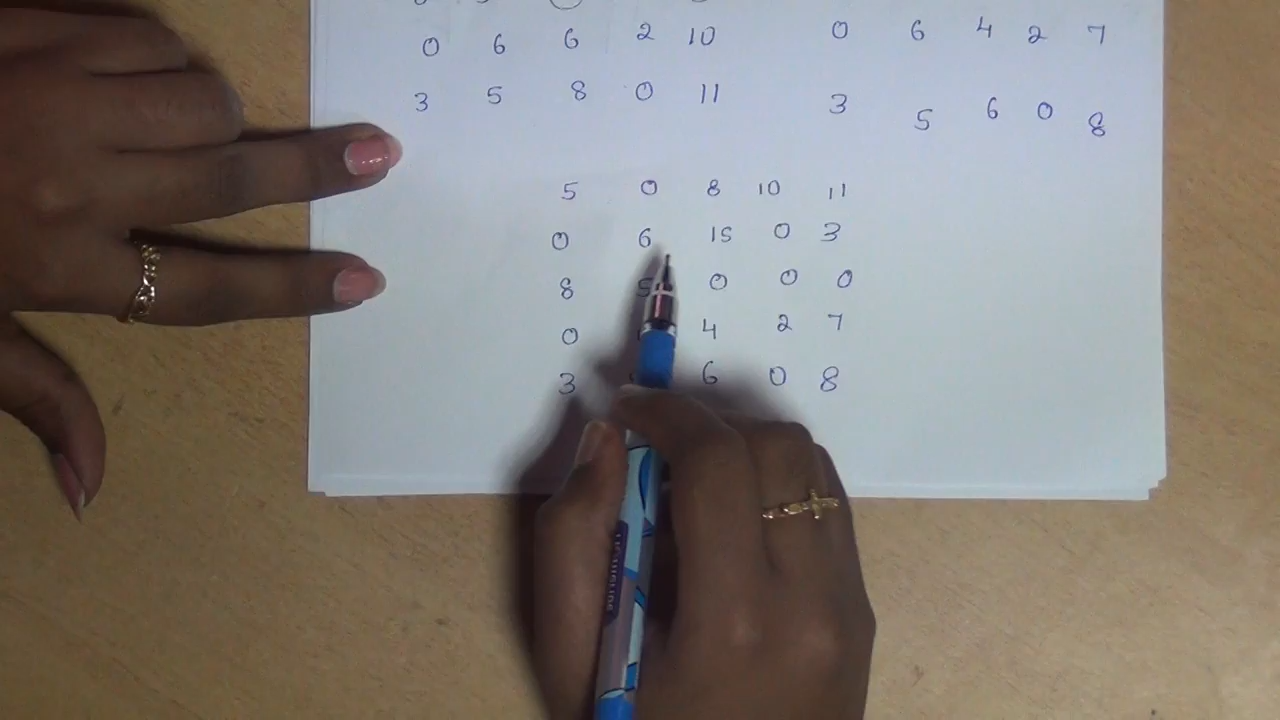 0 6 6 2 10 0 6 4 2 7
3 5 8 0 11 3 5 6 0 8
5 0 8 10 11
0 6 15 0 3
8 5 0 0 0
0 4 2 7
3 6 0 8